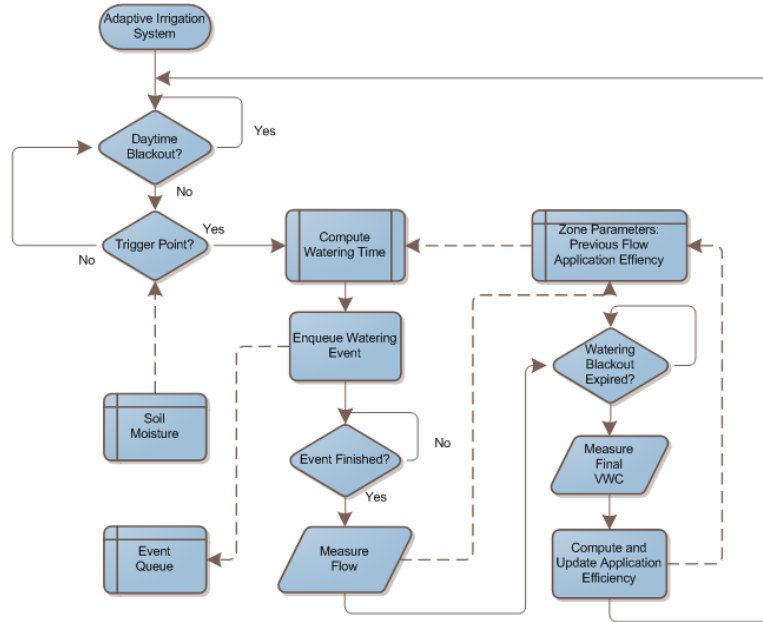 Adaptive Irrigation
System
Daytime
Blackout?
Yes
No
Trigger Point?
Yes
No
Compute
Watering Time
Zone Parameters:
Previous Flow
Application Effiency
Enqueue Watering
Event
Watering
Blackout
Expired?
Soil
Moisture
Event Finished?
No
Yes
Measure
Final
VWC
Event
Queue
Measure
Flow
Compute and
Update Application
Efficiency